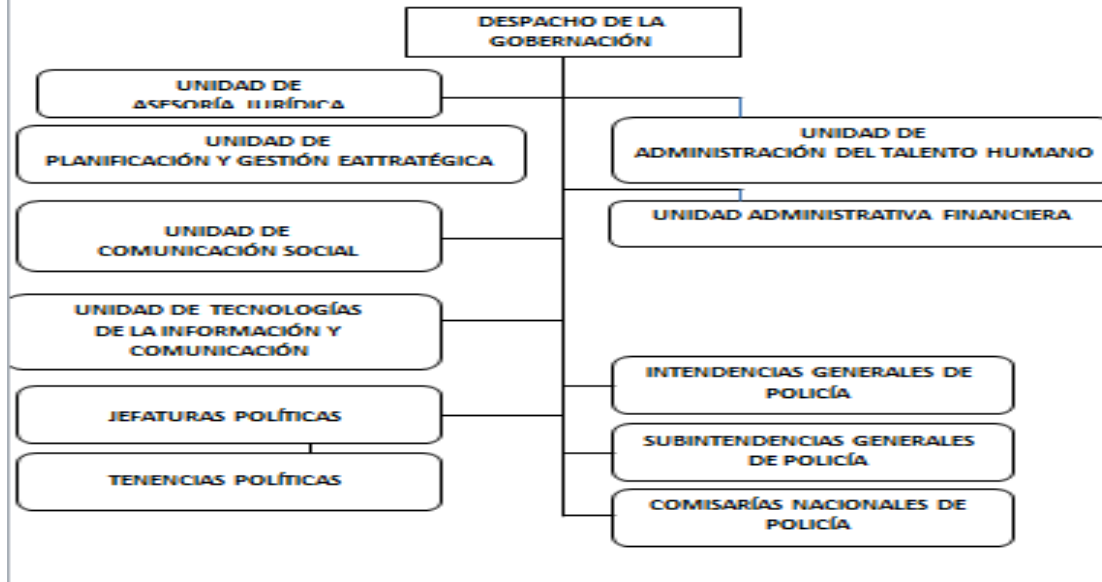 DESPACHO DE LA
GOBERNACIÓN
UNIDAD DE
ASESORÍA JURÍDICA
UNIDAD DE
PLANIFICACIÓN Y GESTIÓN EATTRATÉGICA
UNIDAD DE
ADMINISTRACIÓN DEL TALENTO HUMANO
UNIDAD DE
COMUNICACIÓN SOCIAL
UNIDAD ADMINISTRATIVA FINANCIERA
UNIDAD DE TECNOLOGÍAS
DE LA INFORMACIÓN Y
COMUNICACIÓN
JEFATURAS POLÍTICAS
TENENCIAS POLÍTICAS
INTENDENCIAS GENERALES DE
POLICÍA
SUBINTENDENCIAS GENERALES
DE POLICÍA
COMISARÍAS NACIONALES DE
POLICÍA